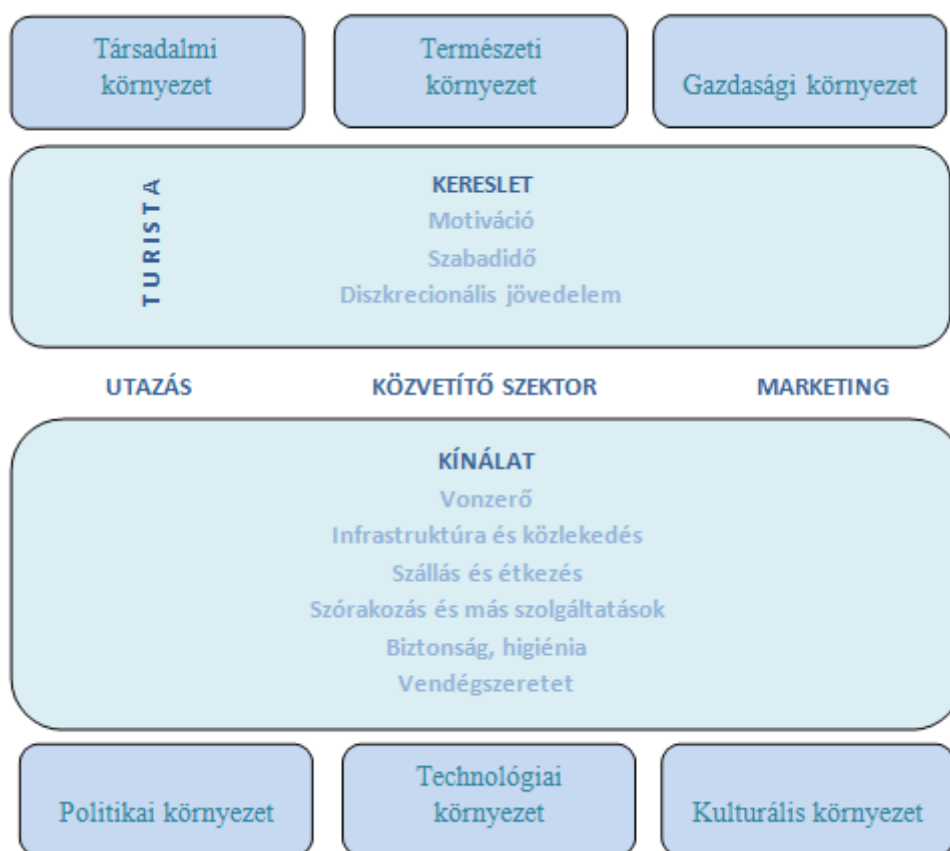 Társadalmi
környezet
Természeti
környezet
Gazdasági környezet
TURISTA
KERESLET
Motiváció
Szabadidő
Diszkrecionális jövedelem
UTAZÁS
KÖZVETÍTŐ SZEKTOR
MARKETING
KÍNÁLAT
Vonzerő
Infrastruktúra és közlekedés
Szállás és étkezés
Szórakozás és más szolgáltatások
Biztonság, higiénia
Vendégszeretet
Politikai környezet
Technológiai
környezet
Kulturális környezet